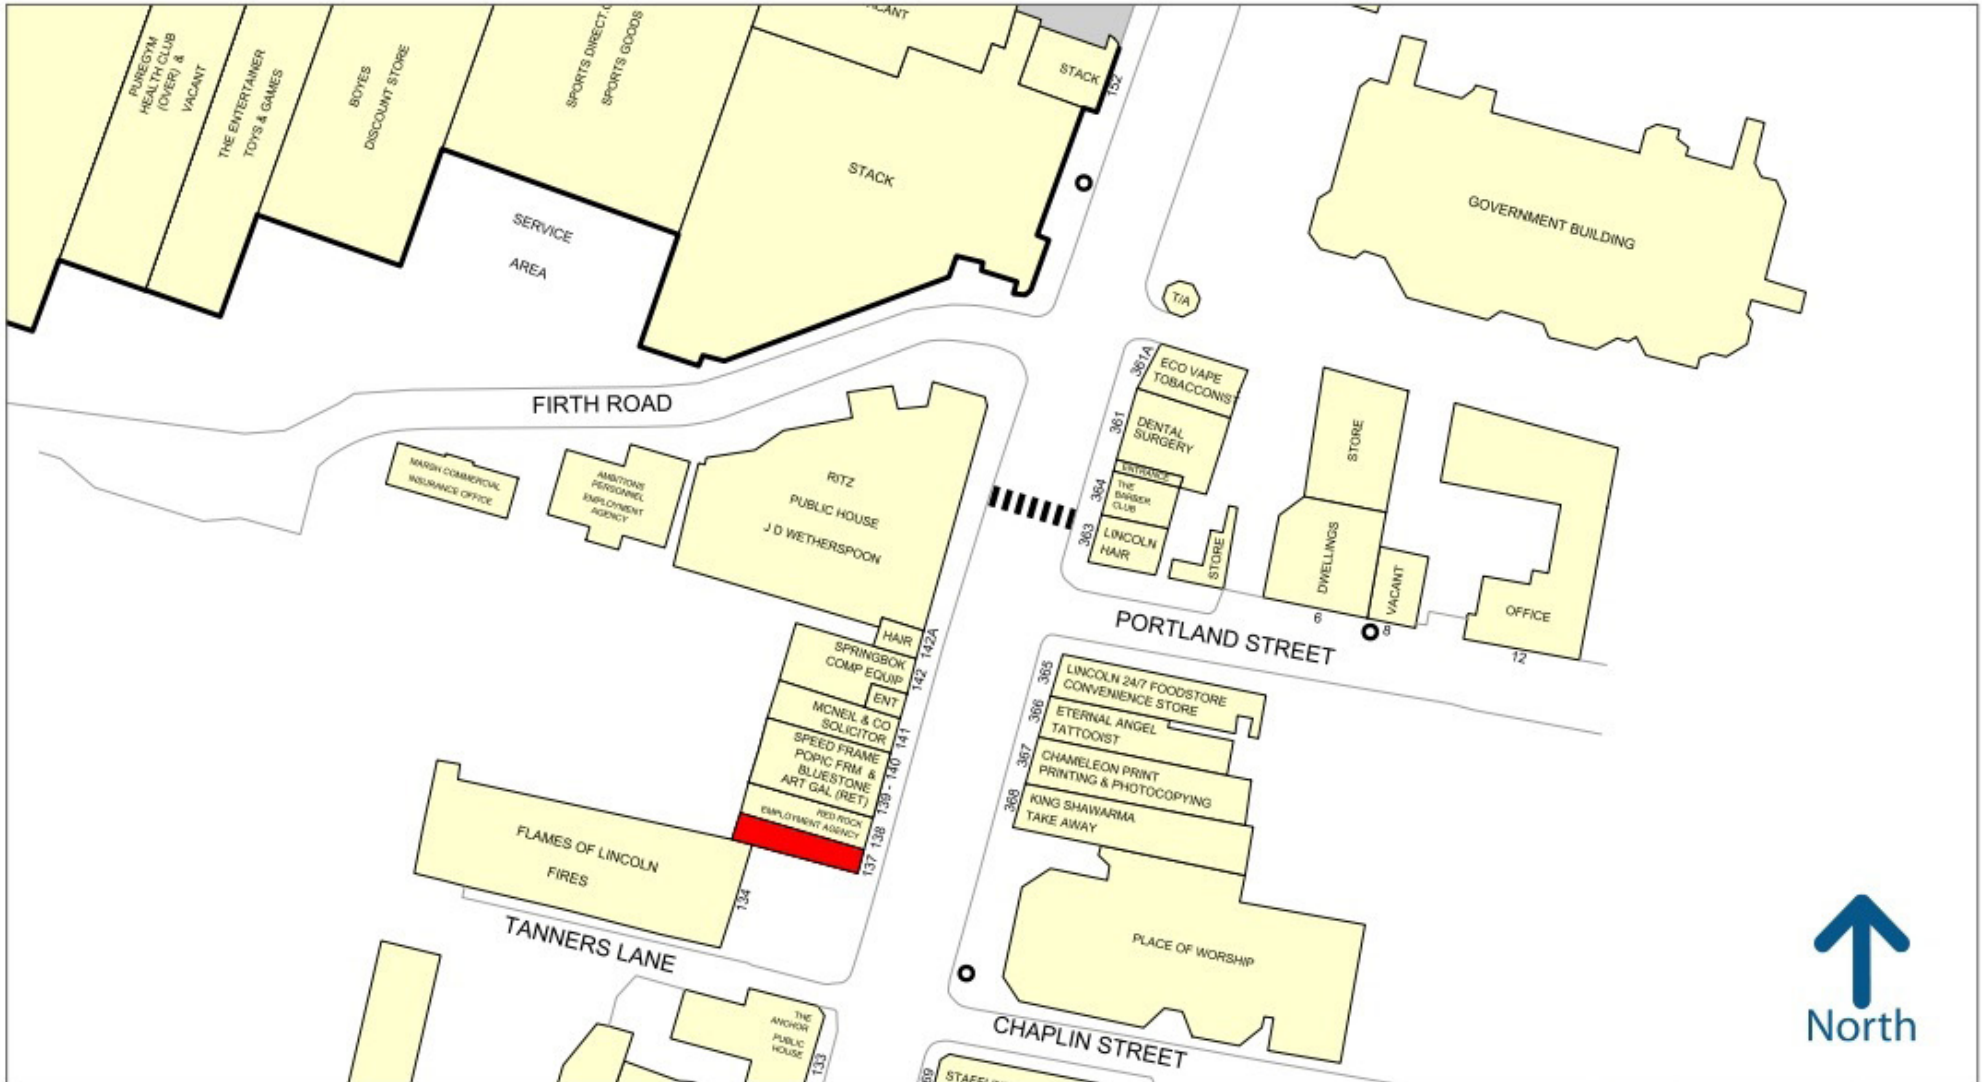 PUREGYM
HEALTH CLUB
(OVER) &
VACANT
THE ENTERTAINER
TOYS & GAMES
BOYES
DISCOUNT STORE
SPORTS DIRECT.C
SPORTS GOODS
STACK
152
STACK
SERVICE
AREA
GOVERNMENT BUILDING
T/A
FIRTH ROAD
MARSH COMMERCIAL
INSURANCE OFFICE
AMBITIONS
PERSONNEL
EMPLOYMENT
AGENCY
RITZ
PUBLIC HOUSE
J D WETHERSPOON
361A
ECO VAPE
TOBACCONIST
361
DENTAL
SURGERY
ENTRANCE
364
THE
BARBER
CLUB
363
LINCOLN
HAIR
STORE
STORE
DWELLINGS
6
VACANT
8
OFFICE
12
PORTLAND STREET
HAIR
142A
SPRINGBOK
COMP EQUIP
142
ENT
MCNEIL & CO
SOLICITOR
141
SPEED FRAME
POPIC FRM &
BLUESTONE
ART GAL (RET)
139 - 140
RED ROCK
EMPLOYMENT AGENCY
138
137
365
LINCOLN 24/7 FOODSTORE
CONVENIENCE STORE
366
ETERNAL ANGEL
TATTOOIST
367
CHAMELEON PRINT
PRINTING & PHOTOCOPYING
368
KING SHAWARMA
TAKE AWAY
FLAMES OF LINCOLN
FIRES
134
TANNERS LANE
PLACE OF WORSHIP
THE
ANCHOR
PUBLIC
HOUSE
133
CHAPLIN STREET
North